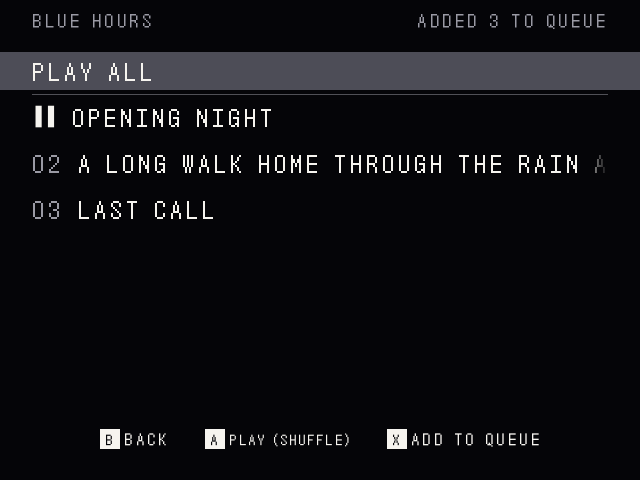 BLUE HOURS
ADDED 3 TO QUEUE
PLAY ALL
OPENING NIGHT
02 A LONG WALK HOME THROUGH THE RAIN A
03 LAST CALL
B BACK A PLAY (SHUFFLE) X ADD TO QUEUE